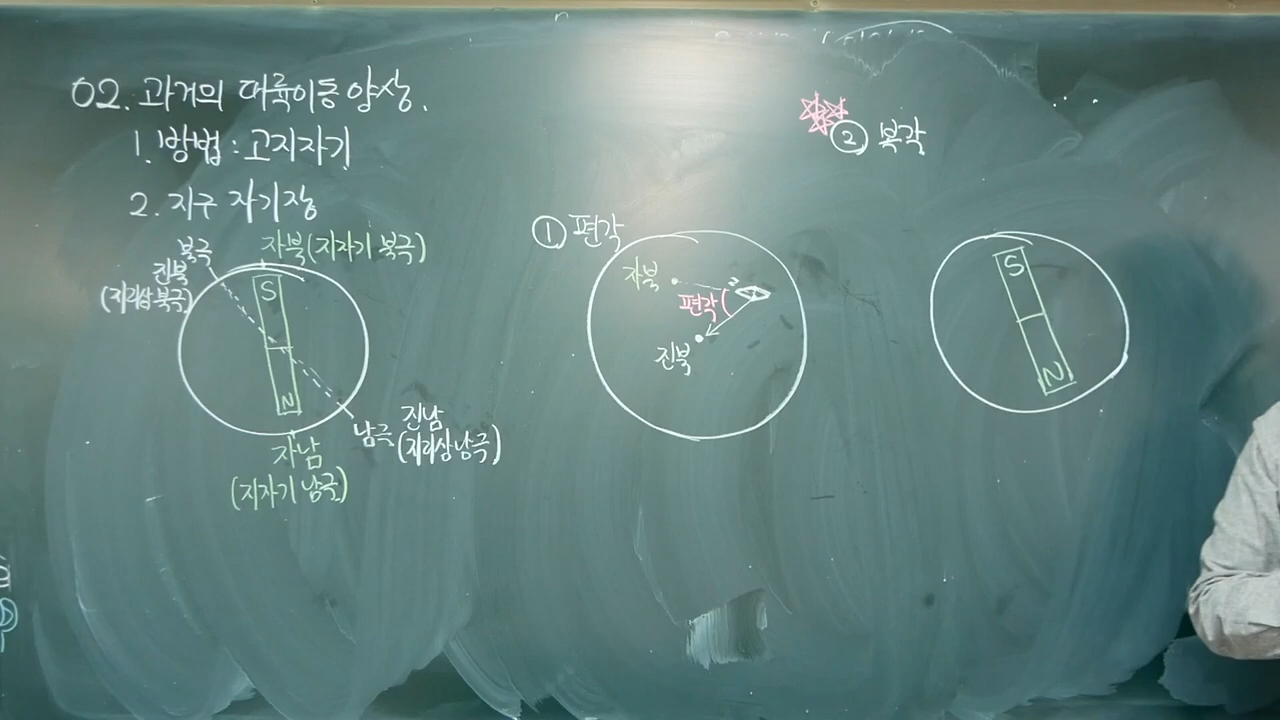 02. 과거의 대륙이동 양상.
1. 방법 : 고지자기
2. 지구 자기장
북극
진북
(지리상 북극)
자북(지자기 북극)
S
N
남극
진남
(지리상 남극)
자남
(지자기 남극)
① 편각
자북
편각
진북
② 복각
S
N